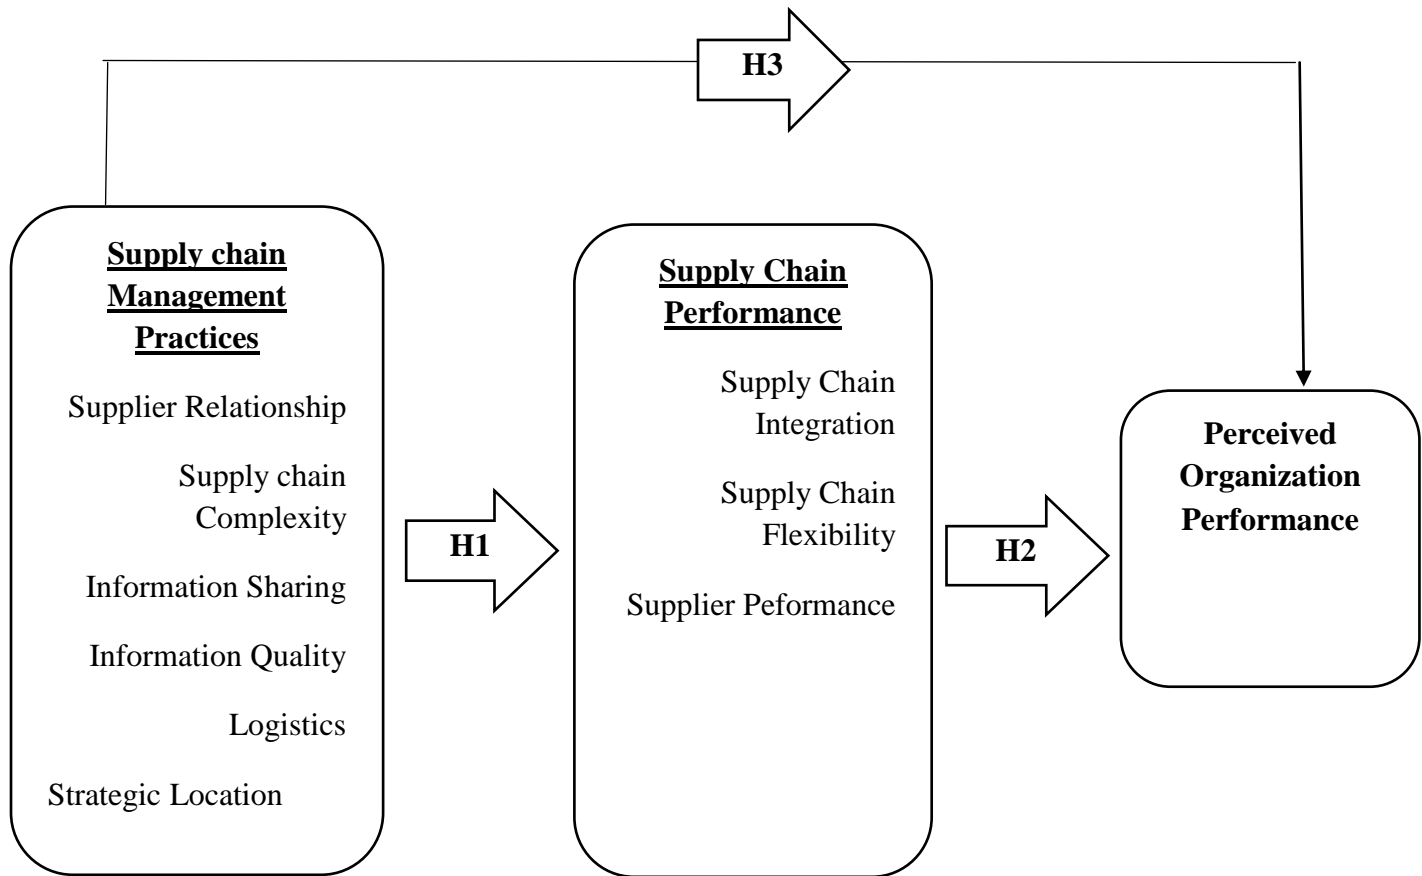 H3
Supply chain
Management
Practices
Supplier Relationship
Supply chain
Complexity
Information Sharing
Information Quality
Logistics
Strategic Location
H1
Supply Chain
Performance
Supply Chain
Integration
Supply Chain
Flexibility
Supplier Peformance
H2
Perceived
Organization
Performance